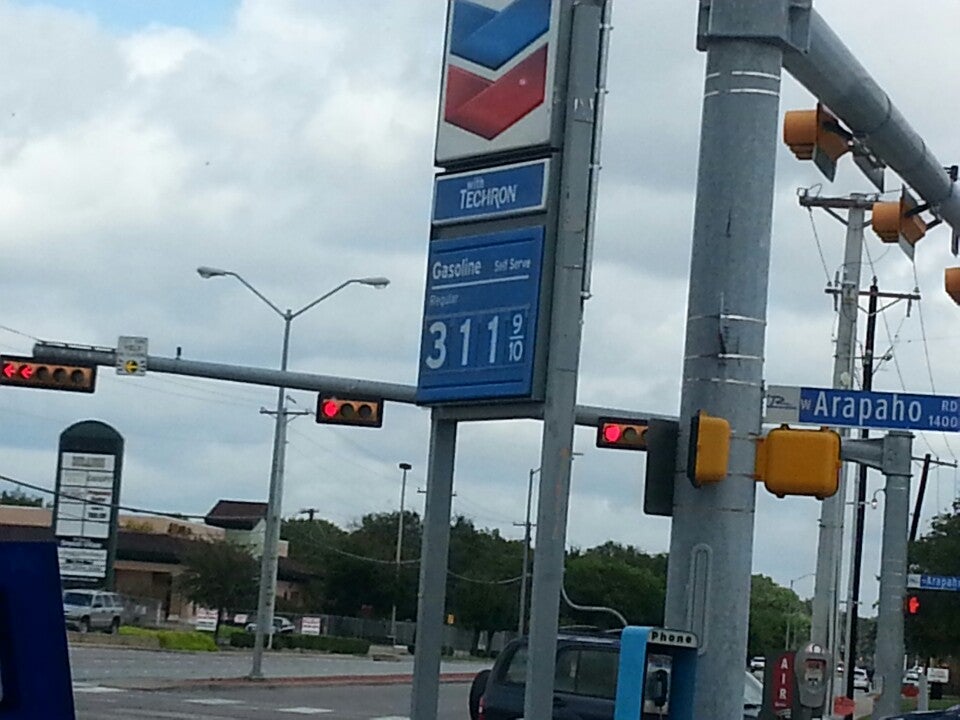 with
TECHRON
Gasoline Self Serve
Regular
311 9/10
W Arapaho RD
1400
Arapaho
Phone
AIR